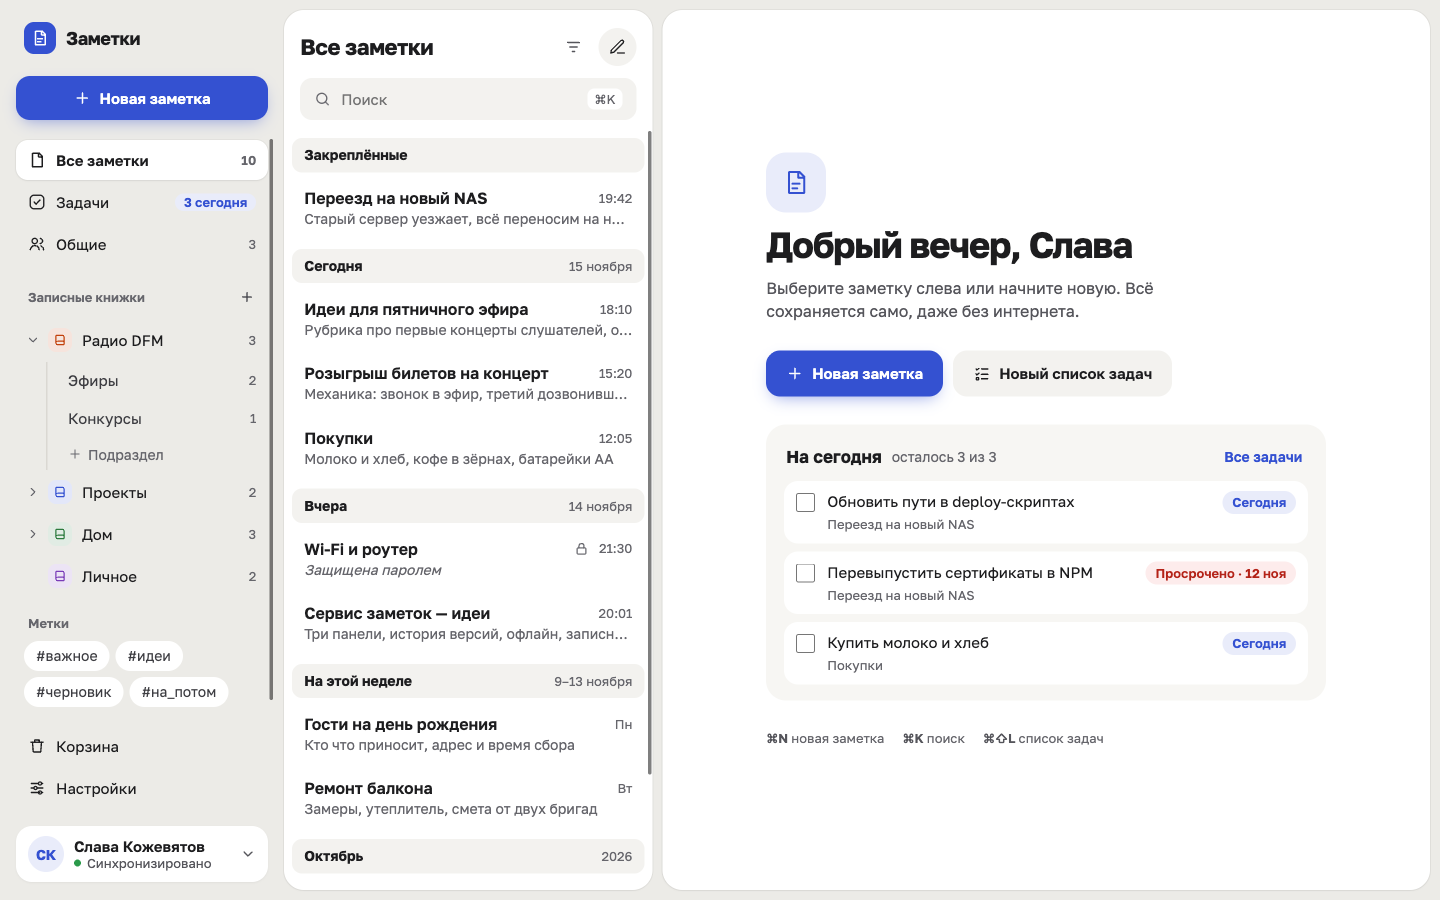 Заметки
Новая заметка
Все заметки 10
Задачи 3 сегодня
Общие 3
Записные книжки
Радио DFM 3
Эфиры 2
Конкурсы 1
Подраздел
Проекты 2
Дом 3
Личное 2
Метки
#важное #идеи
#черновик #на_потом
Корзина
Настройки
СК Слава Кожевятов
Синхронизировано
Все заметки
Поиск ⌘K
Закреплённые
Переезд на новый NAS 19:42
Старый сервер уезжает, всё переносим на н…
Сегодня 15 ноября
Идеи для пятничного эфира 18:10
Рубрика про первые концерты слушателей, о…
Розыгрыш билетов на концерт 15:20
Механика: звонок в эфир, третий дозвонивш…
Покупки 12:05
Молоко и хлеб, кофе в зёрнах, батарейки АА
Вчера 14 ноября
Wi-Fi и роутер 21:30
Защищена паролем
Сервис заметок — идеи 20:01
Три панели, история версий, офлайн, записн…
На этой неделе 9–13 ноября
Гости на день рождения Пн
Кто что приносит, адрес и время сбора
Ремонт балкона Вт
Замеры, утеплитель, смета от двух бригад
Октябрь 2026
Добрый вечер, Слава
Выберите заметку слева или начните новую. Всё
сохраняется само, даже без интернета.
Новая заметка Новый список задач
На сегодня осталось 3 из 3 Все задачи
Обновить пути в deploy-скриптах Сегодня
Переезд на новый NAS
Перевыпустить сертификаты в NPM Просрочено · 12 ноя
Переезд на новый NAS
Купить молоко и хлеб Сегодня
Покупки
⌘N новая заметка ⌘K поиск ⌘⇧L список задач